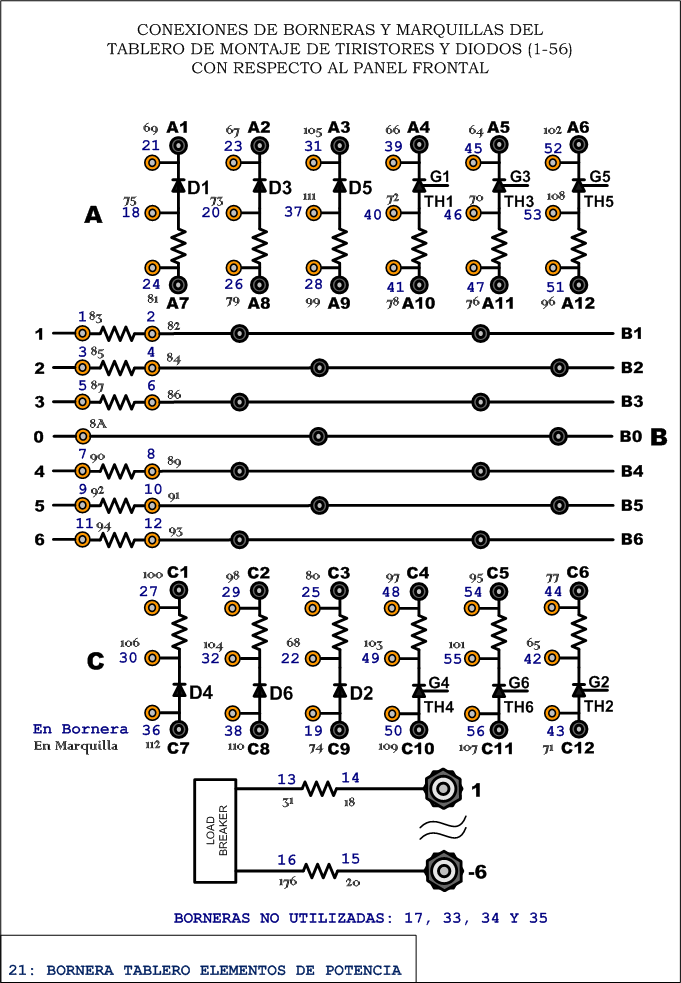 CONEXIONES DE BORNERAS Y MARQUILLAS DEL
TABLERO DE MONTAJE DE TIRISTORES Y DIODOS (1-56)
CON RESPECTO AL PANEL FRONTAL
69 A1 67 A2 105 A3 66 A4 64 A5 102 A6
21 23 31 39 45 52
D1 D3 D5 G1 G3 G5
TH1 TH3 TH5
75 73 111 72 70 108
A 18 20 37 40 46 53
24 26 28 41 47 51
81 A7 79 A8 99 A9 78 A10 76 A11 96 A12
1 83 2
1 82 B1
3 85 4
2 84 B2
5 87 6
3 86 B3
8A
0 B0 B
7 90 8
4 89 B4
9 92 10
5 91 B5
11 94 12
6 93 B6
100 C1 98 C2 80 C3 97 C4 95 C5 77 C6
27 29 25 48 54 44
106 104 68 103 101 65
C 30 32 22 49 55 42
D4 D6 D2 G4 G6 G2
TH4 TH6 TH2
En Bornera 36 38 19 50 56 43
En Marquilla 112 C7 110 C8 74 C9 109 C10 107 C11 71 C12
LOAD
BREAKER
13 14
31 18 1
16 15
176 20 -6
BORNERAS NO UTILIZADAS: 17, 33, 34 Y 35
21: BORNERA TABLERO ELEMENTOS DE POTENCIA